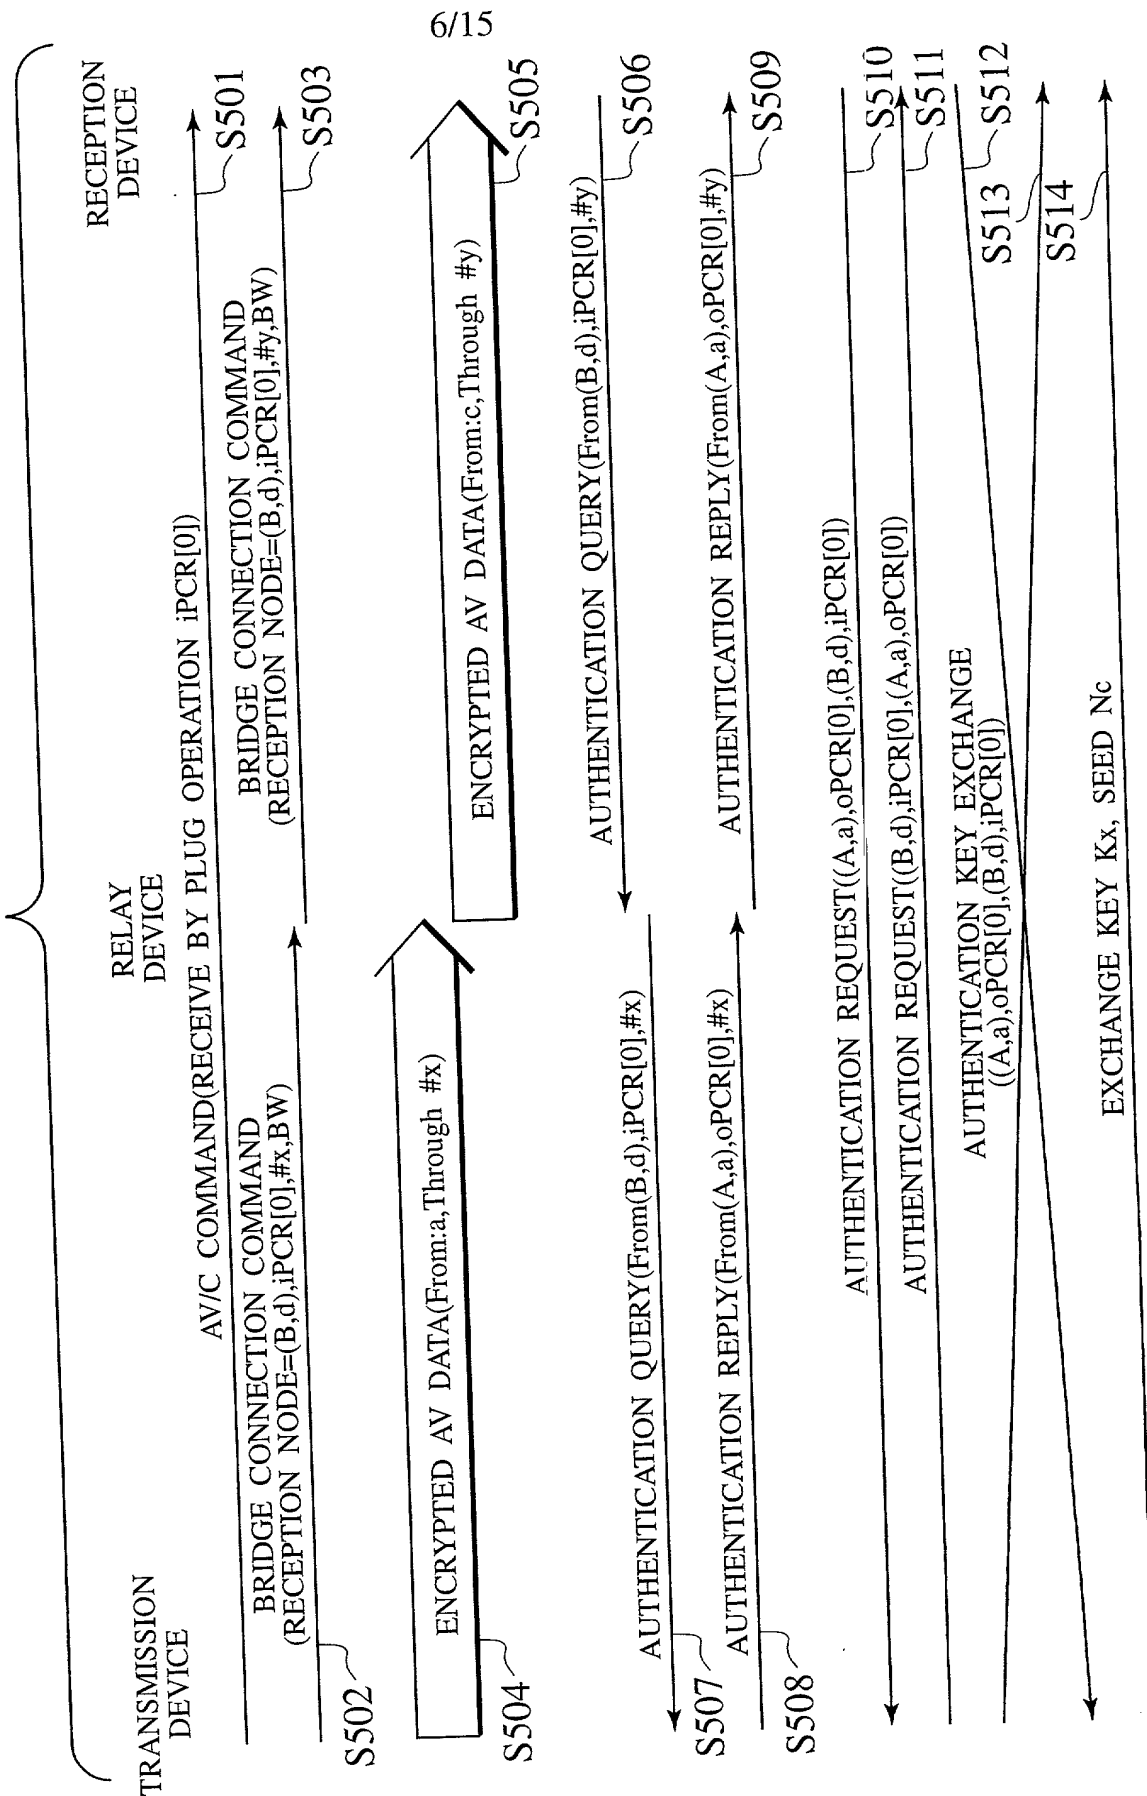 6/15
TRANSMISSION
DEVICE
RELAY
DEVICE
RECEPTION
DEVICE
AV/C COMMAND(RECEIVE BY PLUG OPERATION iPCR[0])
S501
BRIDGE CONNECTION COMMAND
(RECEPTION NODE=(B,d),iPCR[0],#x,BW)
S502
BRIDGE CONNECTION COMMAND
(RECEPTION NODE=(B,d),iPCR[0],#y,BW)
S503
ENCRYPTED AV DATA(From:a,Through #x)
S504
ENCRYPTED AV DATA(From:c,Through #y)
S505
AUTHENTICATION QUERY(From(B,d),iPCR[0],#y)
S506
AUTHENTICATION QUERY(From(B,d),iPCR[0],#x)
S507
AUTHENTICATION REPLY(From(A,a),oPCR[0],#x)
S508
AUTHENTICATION REPLY(From(A,a),oPCR[0],#y)
S509
AUTHENTICATION REQUEST((A,a),oPCR[0],(B,d),iPCR[0])
S510
AUTHENTICATION REQUEST((B,d),iPCR[0],(A,a),oPCR[0])
S511
AUTHENTICATION KEY EXCHANGE
((A,a),oPCR[0],(B,d),iPCR[0])
S512
S513
EXCHANGE KEY Kx, SEED Nc
S514